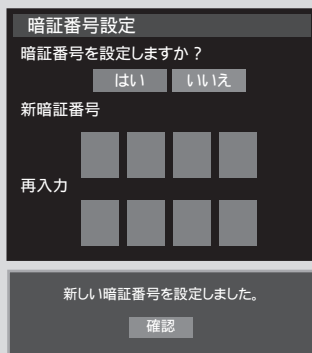 暗証番号設定
暗証番号を設定しますか？
はい いいえ
新暗証番号
再入力
新しい暗証番号を設定しました。
確認